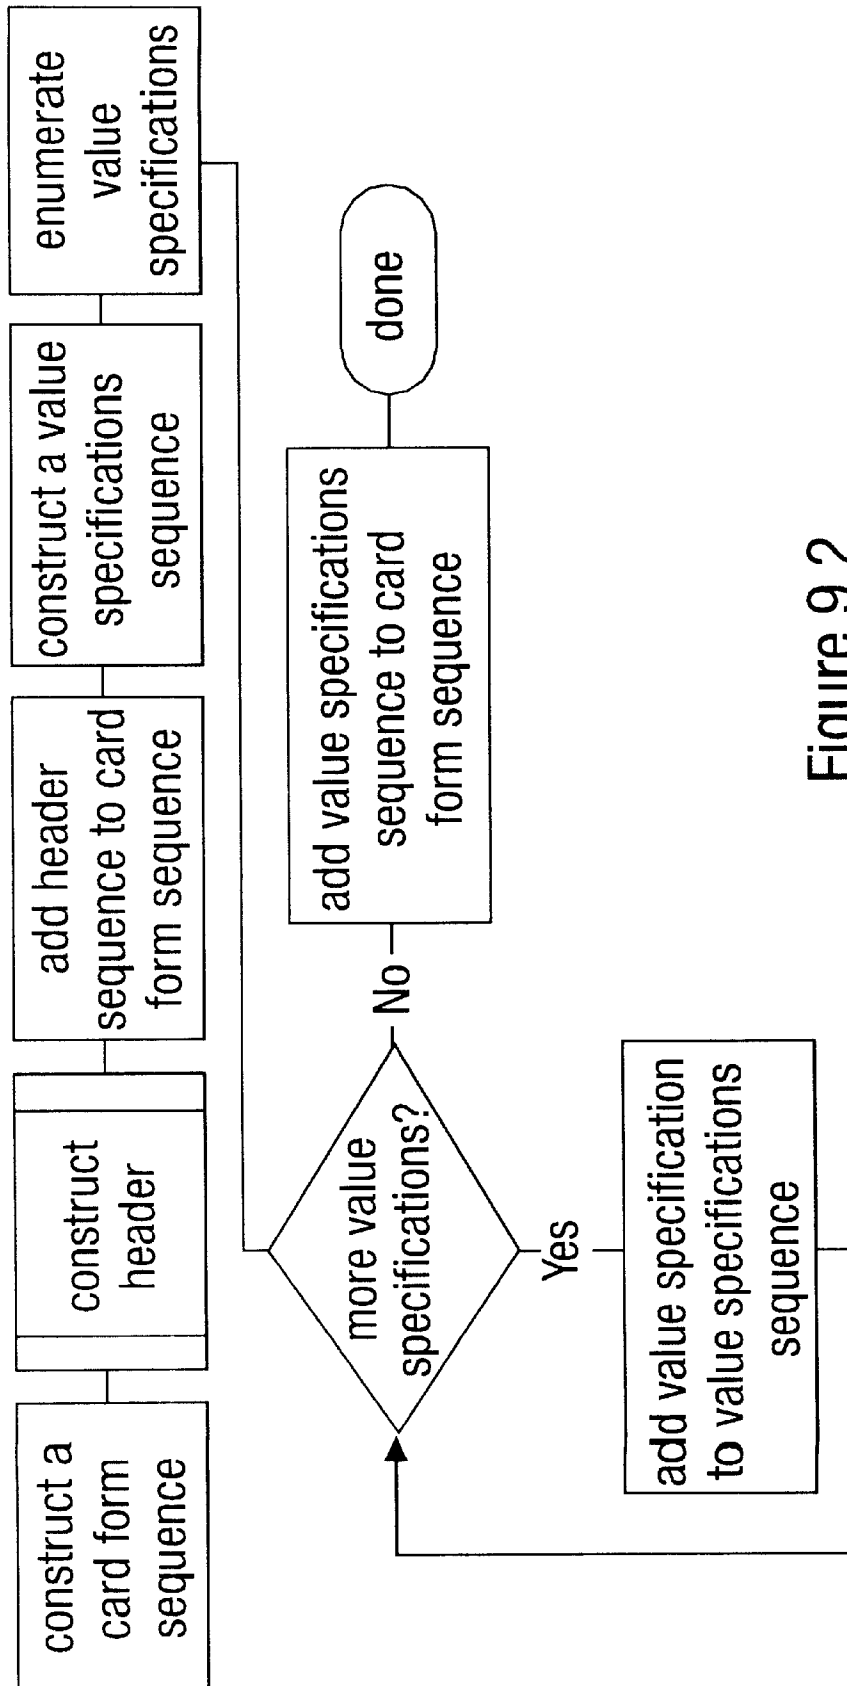 construct a
card form
sequence
construct
header
add header
sequence to card
form sequence
construct a value
specifications
sequence
enumerate
value
specifications
more value
specifications?
No
add value specifications
sequence to card
form sequence
done
Yes
add value specification
to value specifications
sequence
Figure 9.2